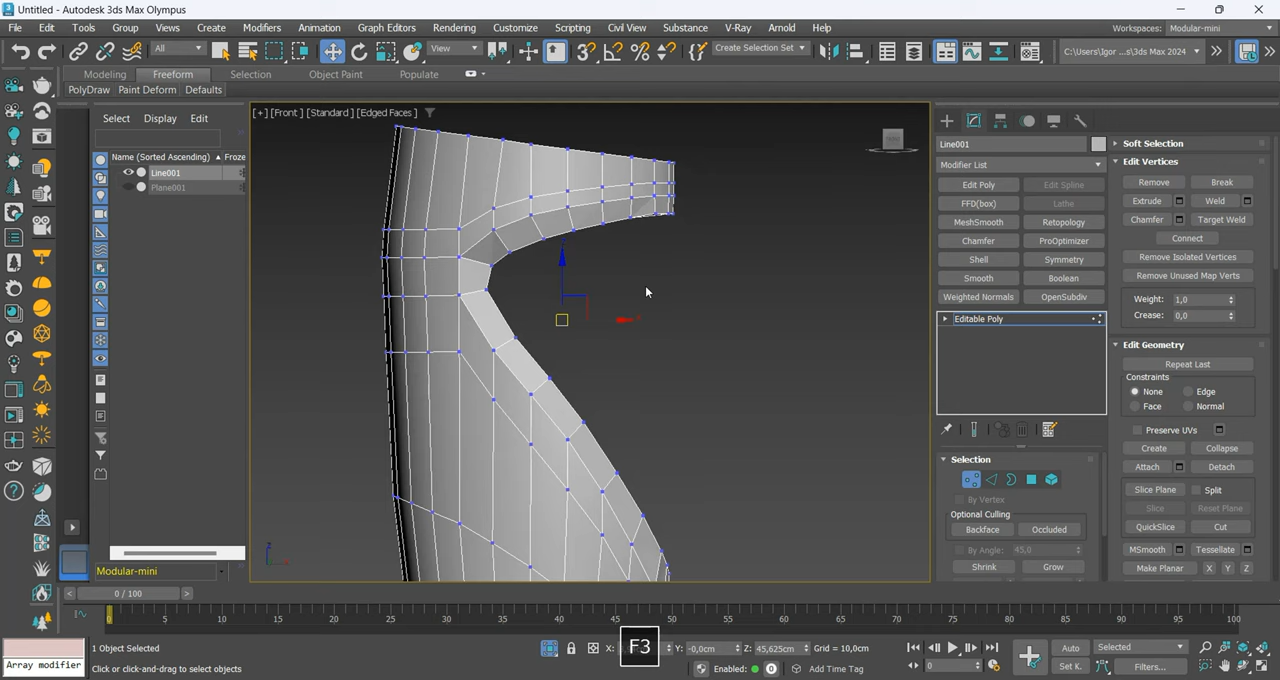 Untitled - Autodesk 3ds Max Olympus
File Edit Tools Group Views Create Modifiers Animation Graph Editors Rendering Customize Scripting Civil View Substance V-Ray Arnold Help Workspaces: Modular-mini
All View Create Selection Set C:\Users\Igor ...s\3ds Max 2024
Modeling Freeform Selection Object Paint Populate
PolyDraw Paint Deform Defaults
Select Display Edit
Name (Sorted Ascending) Froze
Line001
Plane001
[+] [Front ] [Standard ] [Edged Faces ]
Line001
Modifier List
Edit Poly Edit Spline
FFD(box) Lathe
MeshSmooth Retopology
Chamfer ProOptimizer
Shell Symmetry
Smooth Boolean
Weighted Normals OpenSubdiv
Editable Poly
Selection
By Vertex
Optional Culling
Backface Occluded
By Angle: 45,0
Shrink Grow
Soft Selection
Edit Vertices
Remove Break
Extrude Weld
Chamfer Target Weld
Connect
Remove Isolated Vertices
Remove Unused Map Verts
Weight: 1,0
Crease: 0,0
Edit Geometry
Repeat Last
Constraints
None Edge
Face Normal
Preserve UVs
Create Collapse
Attach Detach
Slice Plane Split
Slice Reset Plane
QuickSlice Cut
MSmooth Tessellate
Make Planar X Y Z
Modular-mini
0 / 100
0 5 10 15 20 25 30 35 40 45 50 55 60 65 70 75 80 85 90 95 100
F3
Array modifier
1 Object Selected
Click or click-and-drag to select objects
X: Y: -0,0cm Z: 45,625cm Grid = 10,0cm
Enabled: Add Time Tag
0
Auto Selected
Set K. Filters...